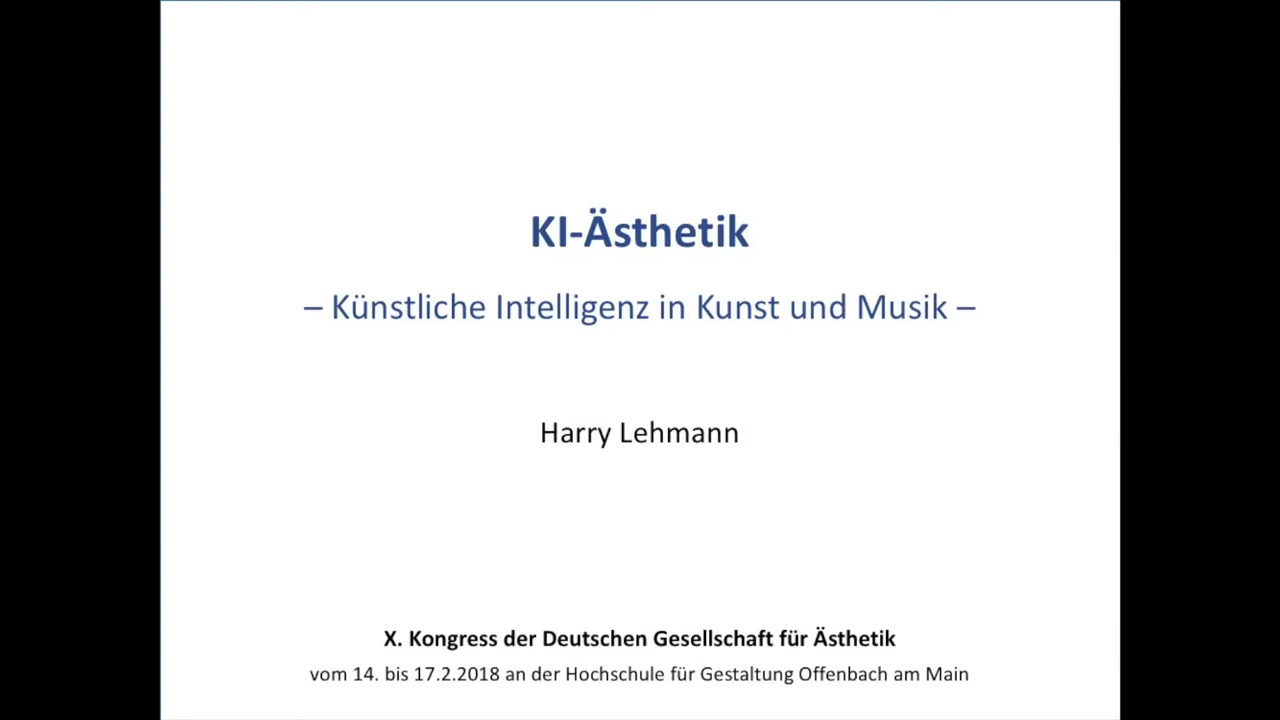 KI-Ästhetik
– Künstliche Intelligenz in Kunst und Musik –
Harry Lehmann
X. Kongress der Deutschen Gesellschaft für Ästhetik
vom 14. bis 17.2.2018 an der Hochschule für Gestaltung Offenbach am Main